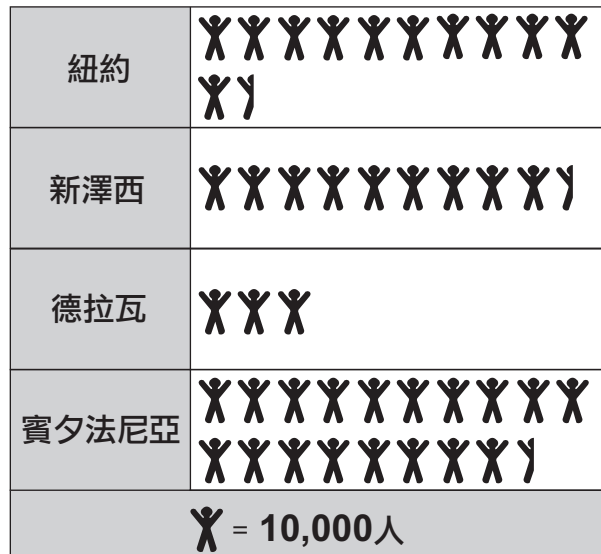 紐約
新澤西
德拉瓦
賓夕法尼亞
= 10,000人